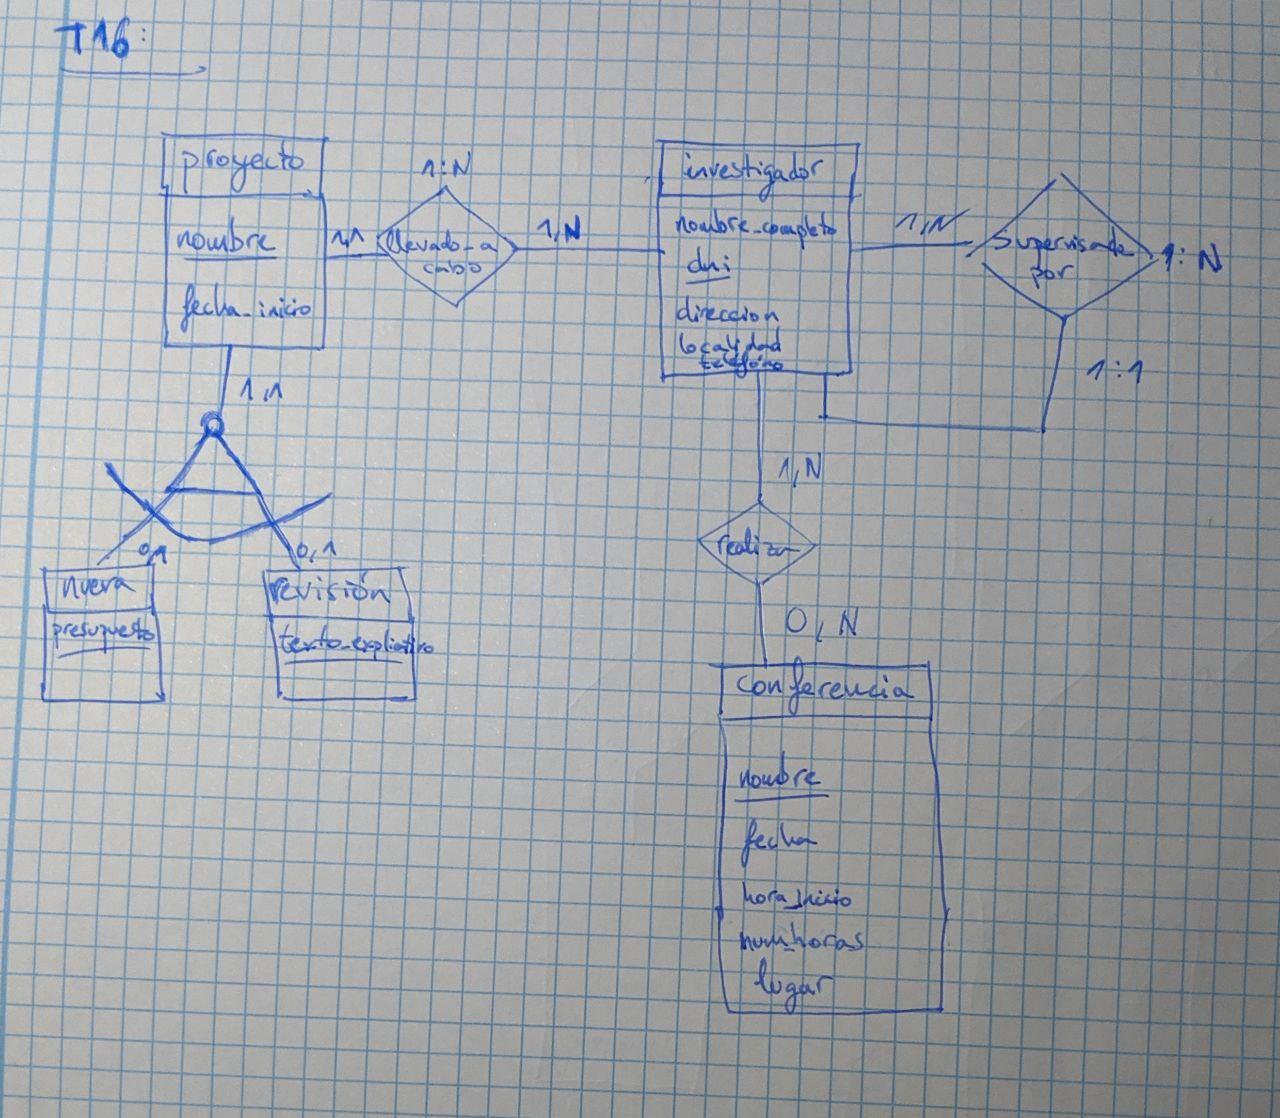 T16:
proyecto
nombre
fecha_inicio
1,1
1:N
llevado_a
cabo
1,N
investigador
nombre_completo
dni
direccion
localidad
telefono
1,N
Supervisado
por
1:N
1:1
1,1
0,1
0,1
nueva
presupuesto
revisión
texto_explicativo
1,N
realiza
0,N
conferencia
nombre
fecha
hora_inicio
num_horas
lugar